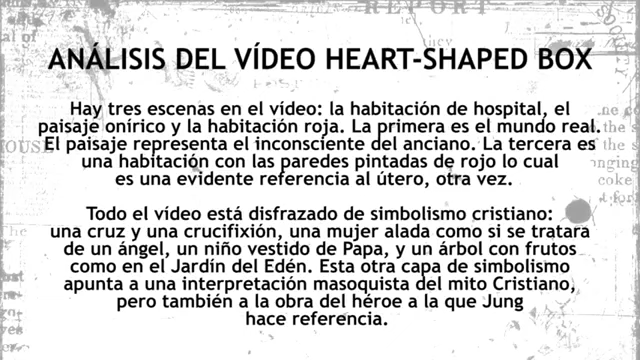 REPORT
ANÁLISIS DEL VÍDEO HEART-SHAPED BOX
Hay tres escenas en el vídeo: la habitación de hospital, el
paisaje onírico y la habitación roja. La primera es el mundo real.
El paisaje representa el inconsciente del anciano. La tercera es
una habitación con las paredes pintadas de rojo lo cual
es una evidente referencia al útero, otra vez.
Todo el vídeo está disfrazado de simbolismo cristiano:
una cruz y una crucifixión, una mujer alada como si se tratara
de un ángel, un niño vestido de Papa, y un árbol con frutos
como en el Jardín del Edén. Esta otra capa de simbolismo
apunta a una interpretación masoquista del mito Cristiano,
pero también a la obra del héroe a la que Jung
hace referencia.